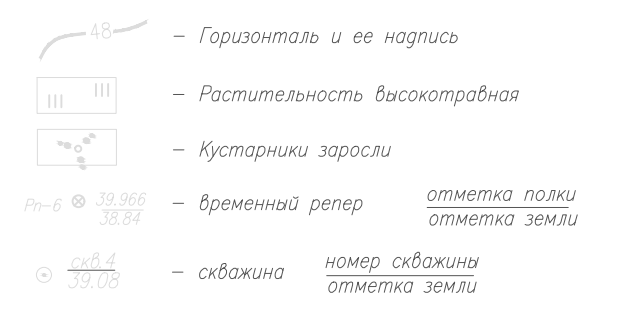 48 – Горизонталь и ее надпись
– Растительность высокотравная
– Кустарники заросли
Рп-6 39.966 – временный репер отметка полки
38.84 отметка земли
скв.4 – скважина номер скважины
39.08 отметка земли